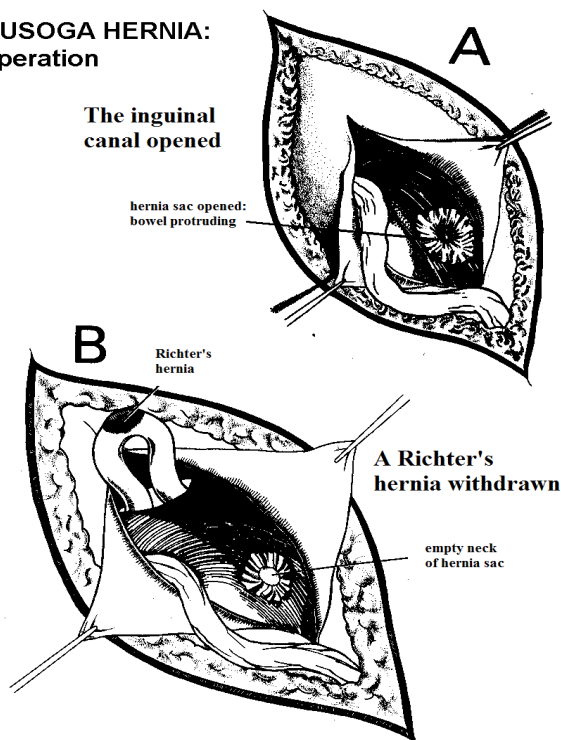 USOGA HERNIA:
peration
A
The inguinal
canal opened
hernia sac opened:
bowel protruding
B
Richter's
hernia
A Richter's
hernia withdrawn
empty neck
of hernia sac